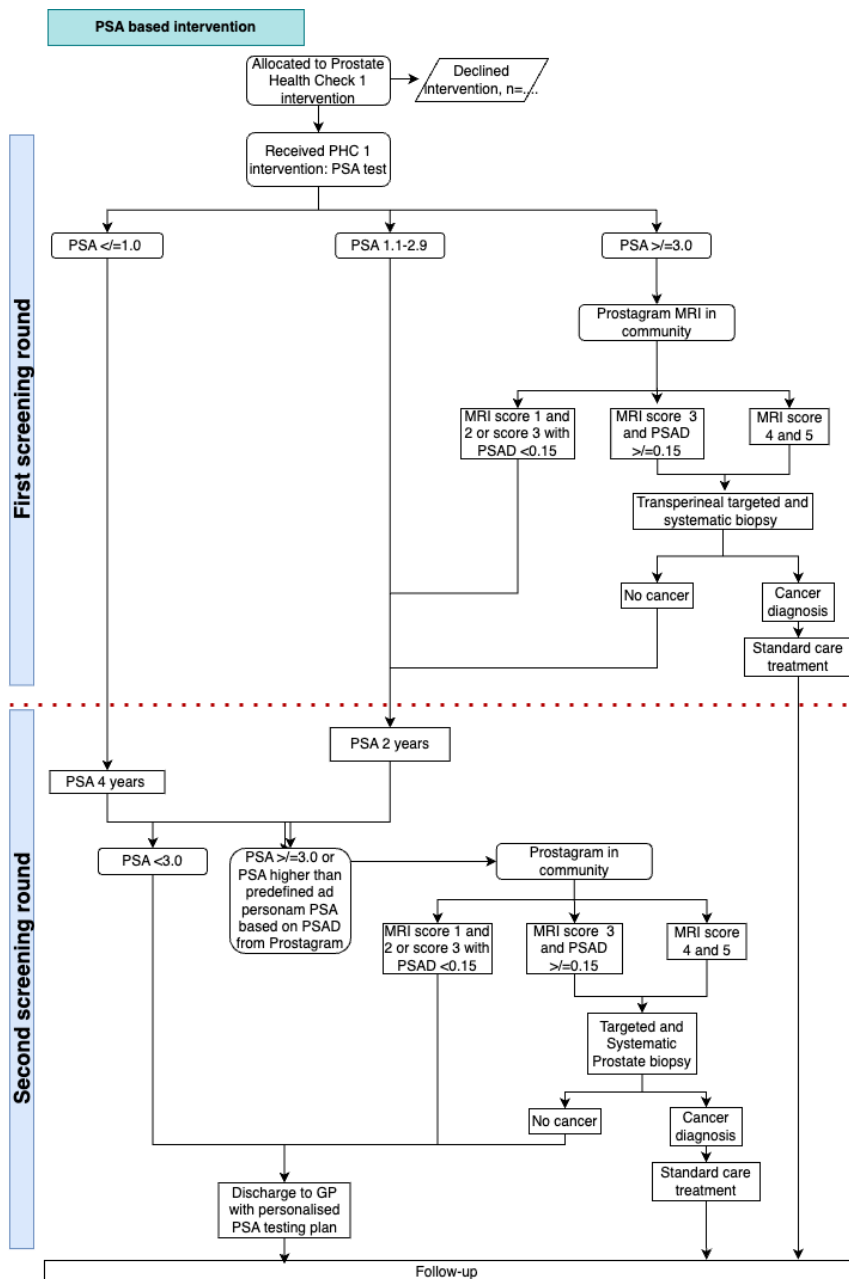 PSA based intervention
Allocated to Prostate
Health Check 1
intervention
Declined
intervention, n=....
First screening round
Received PHC 1
intervention: PSA test
PSA </=1.0
PSA 1.1-2.9
PSA >/=3.0
Prostagram MRI in
community
MRI score 1 and
2 or score 3 with
PSAD <0.15
MRI score  3
and PSAD
>/=0.15
MRI score
4 and 5
Transperineal targeted and
systematic biopsy
No cancer
Cancer
diagnosis
Standard care
treatment
Second screening round
PSA 2 years
PSA 4 years
PSA <3.0
PSA >/=3.0 or
PSA higher than
predefined ad
personam PSA
based on PSAD
from Prostagram
Prostagram in
community
MRI score 1 and
2 or score 3 with
PSAD <0.15
MRI score  3
and PSAD
>/=0.15
MRI score
4 and 5
Targeted and
Systematic
Prostate biopsy
No cancer
Cancer
diagnosis
Standard care
treatment
Discharge to GP
with personalised
PSA testing plan
Follow-up